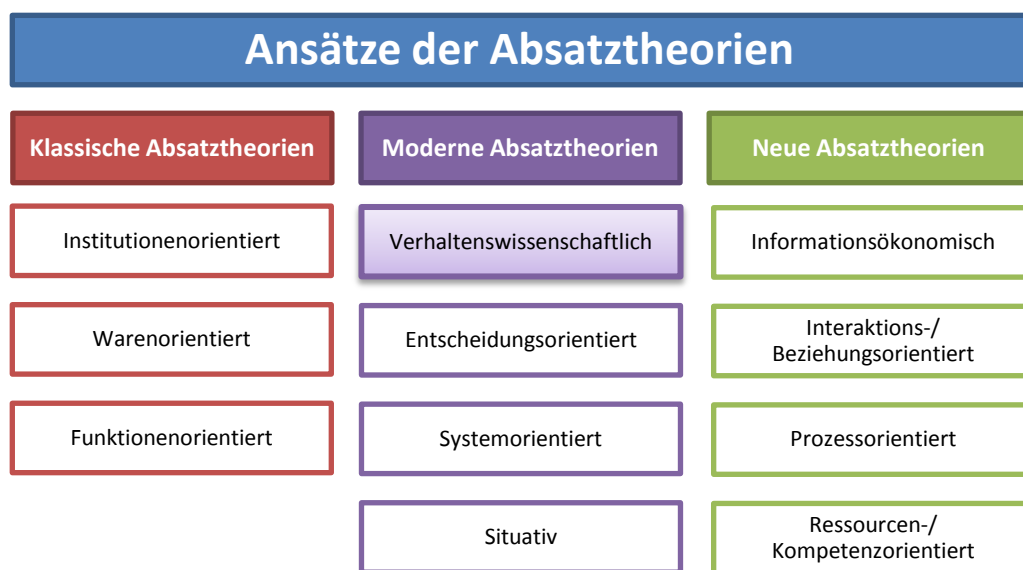 Ansätze der Absatztheorien
Klassische Absatztheorien
Moderne Absatztheorien
Neue Absatztheorien
Institutionenorientiert
Verhaltenswissenschaftlich
Informationsökonomisch
Warenorientiert
Entscheidungsorientiert
Interaktions-/
Beziehungsorientiert
Funktionenorientiert
Systemorientiert
Prozessorientiert
Situativ
Ressourcen-/
Kompetenzorientiert